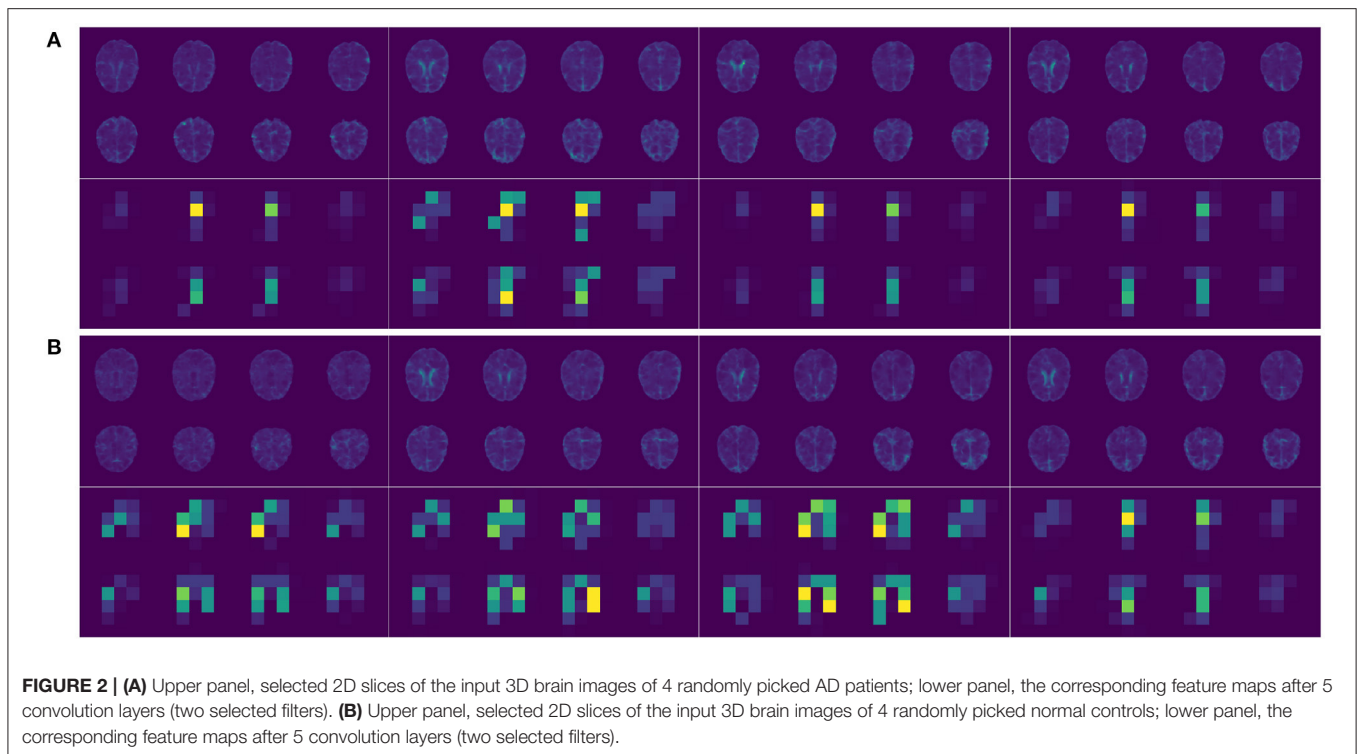 A
B
FIGURE 2 | (A) Upper panel, selected 2D slices of the input 3D brain images of 4 randomly picked AD patients; lower panel, the corresponding feature maps after 5
convolution layers (two selected filters). (B) Upper panel, selected 2D slices of the input 3D brain images of 4 randomly picked normal controls; lower panel, the
corresponding feature maps after 5 convolution layers (two selected filters).